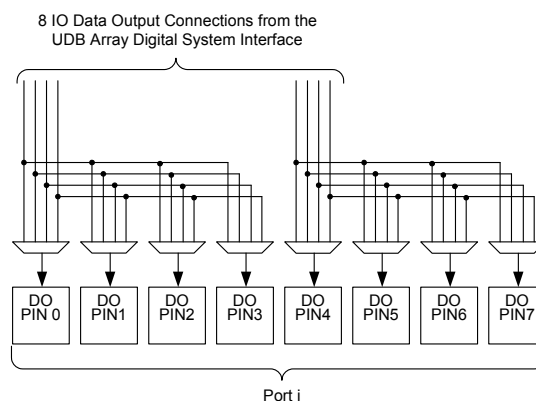 8 IO Data Output Connections from the
UDB Array Digital System Interface
DO
PIN 0
DO
PIN1
DO
PIN2
DO
PIN3
DO
PIN4
DO
PIN5
DO
PIN6
DO
PIN7
Port i